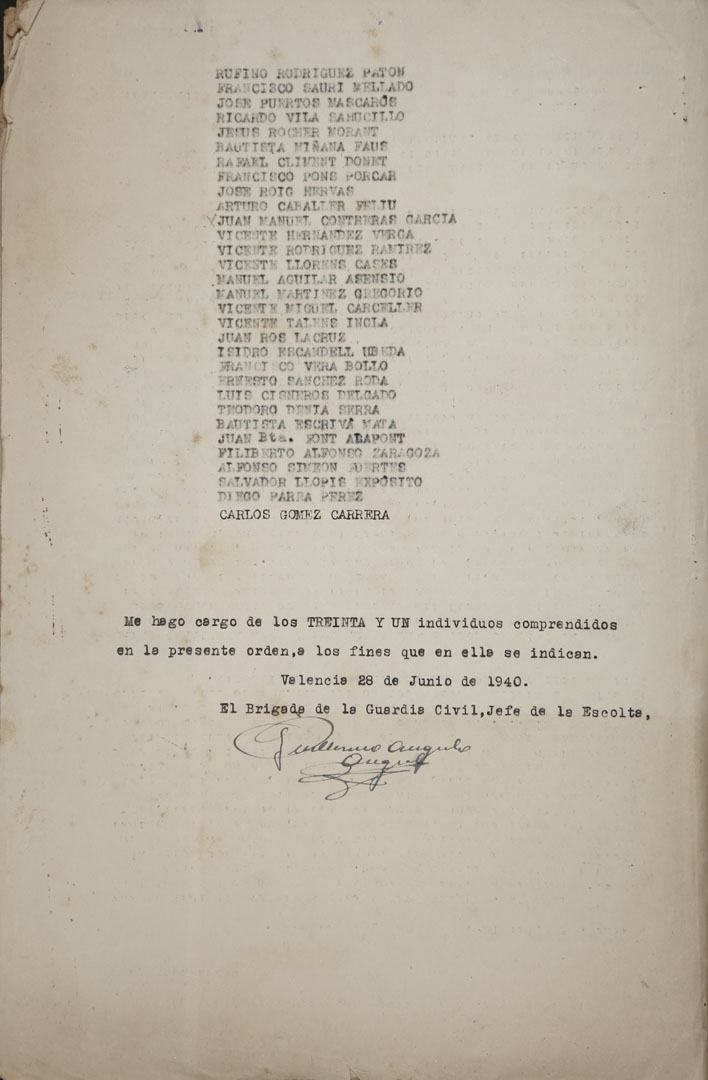 RUFINO RODRIGUEZ PATON
FRANCISCO SAURI MELLADO
JOSE PUERTOS MASCARÓS
RICARDO VILA SAMUCILLO
JESUS ROCHER MORANT
BAUTISTA MIÑANA FAUS
RAFAEL CLIMENT DONET
FRANCISCO PONS PORCAR
JOSE ROIG HERVAS
ARTURO CABALLER FELIU
JUAN MANUEL CONTRERAS GARCIA
VICENTE HERNANDEZ VERGA
VICENTE RODRIGUEZ RAMIREZ
VICENTE LLORENS CASES
MANUEL AGUILAR ASENSIO
MANUEL MARTINEZ GREGORIO
VICENTE MIGUEL CARCELLER
VICENTE TALENS INGLA
JUAN ROS LACRUZ
ISIDRO ESCANDELL UBEDA
FRANCISCO VERA BOLLO
ERNESTO SANCHEZ RODA
LUIS CISNEROS DELGADO
TEODORO DENIA SERRA
BAUTISTA ESCRIVÁ MATA
JUAN Bta. FONT ARAPONT
FILIBERTO ALFONSO ZARAGOZA
ALFONSO SIMEON FUERTES
SALVADOR LLOPIS EXPÓSITO
DIEGO PARRA PEREZ
CARLOS GOMEZ CARRERA
Me hago cargo de los TREINTA Y UN individuos comprendidos
en la presente orden,a los fines que en ella se indican.
Valencia 28 de Junio de 1940.
El Brigada de la Guardia Civil,Jefe de la Escolta,
Guillermo Angulo